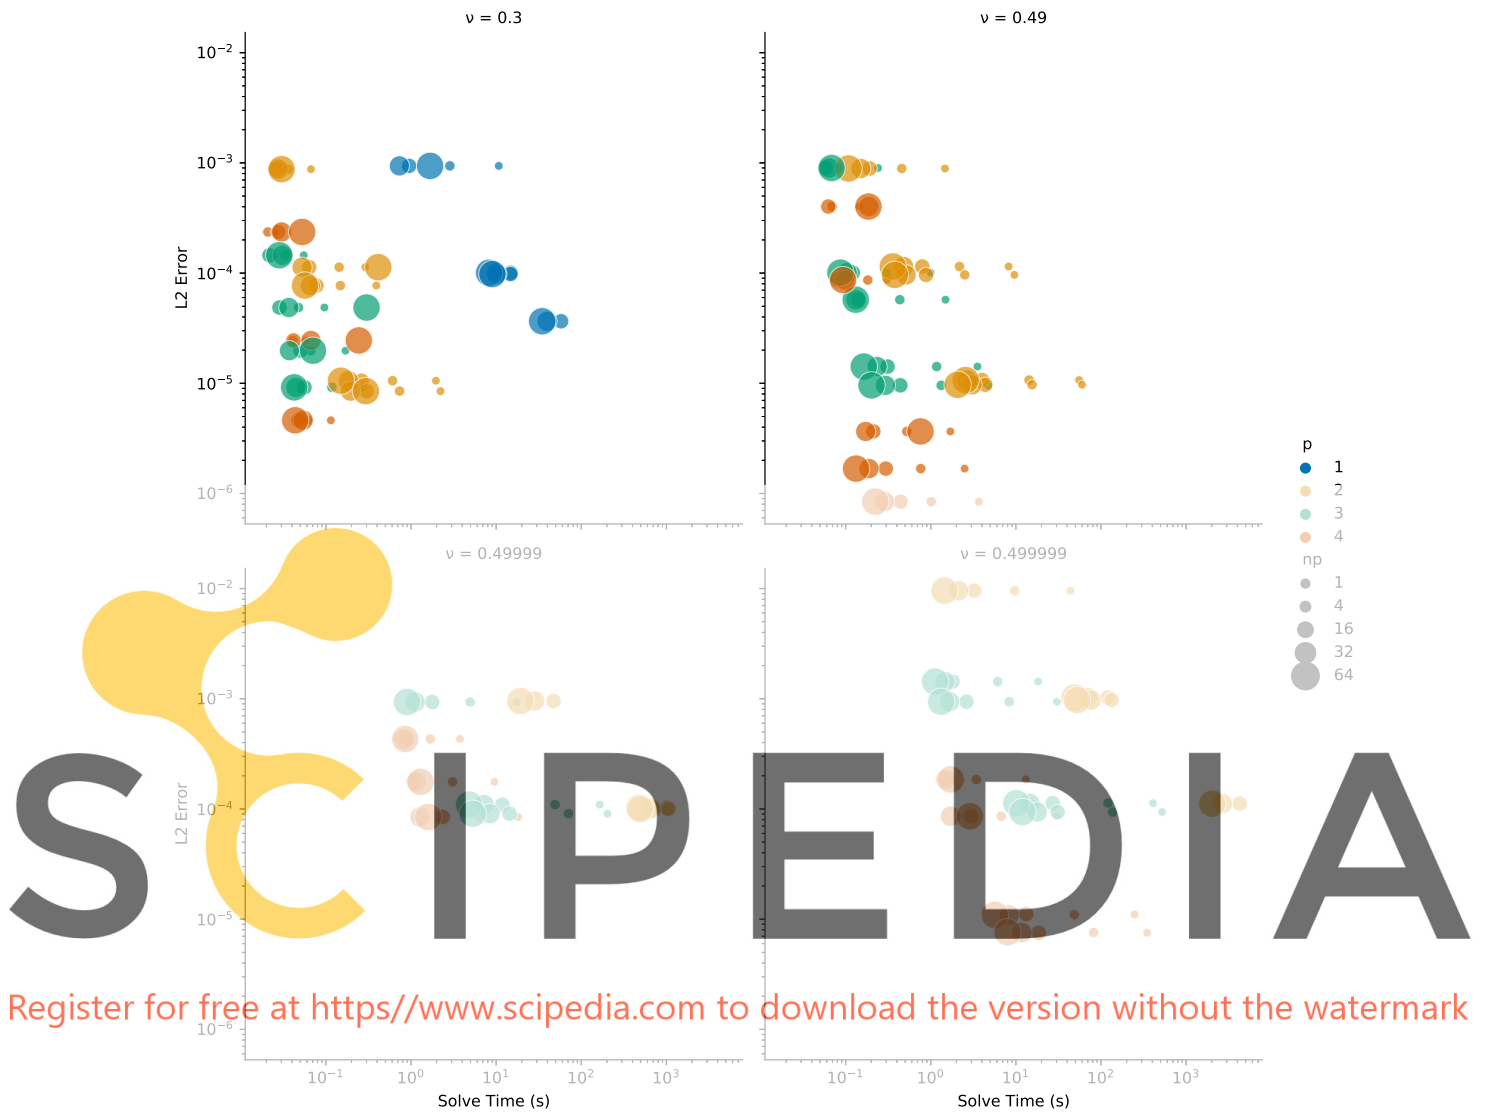 ν = 0.3
ν = 0.49
10⁻²
10⁻³
10⁻⁴
10⁻⁵
10⁻⁶
L2 Error
p
1
2
3
4
np
1
4
16
32
64
ν = 0.49999
ν = 0.499999
10⁻²
10⁻³
10⁻⁴
10⁻⁵
10⁻⁶
L2 Error
SCIPEDIA
Register for free at https//www.scipedia.com to download the version without the watermark
10⁻¹ 10⁰ 10¹ 10² 10³
10⁻¹ 10⁰ 10¹ 10² 10³
Solve Time (s)
Solve Time (s)